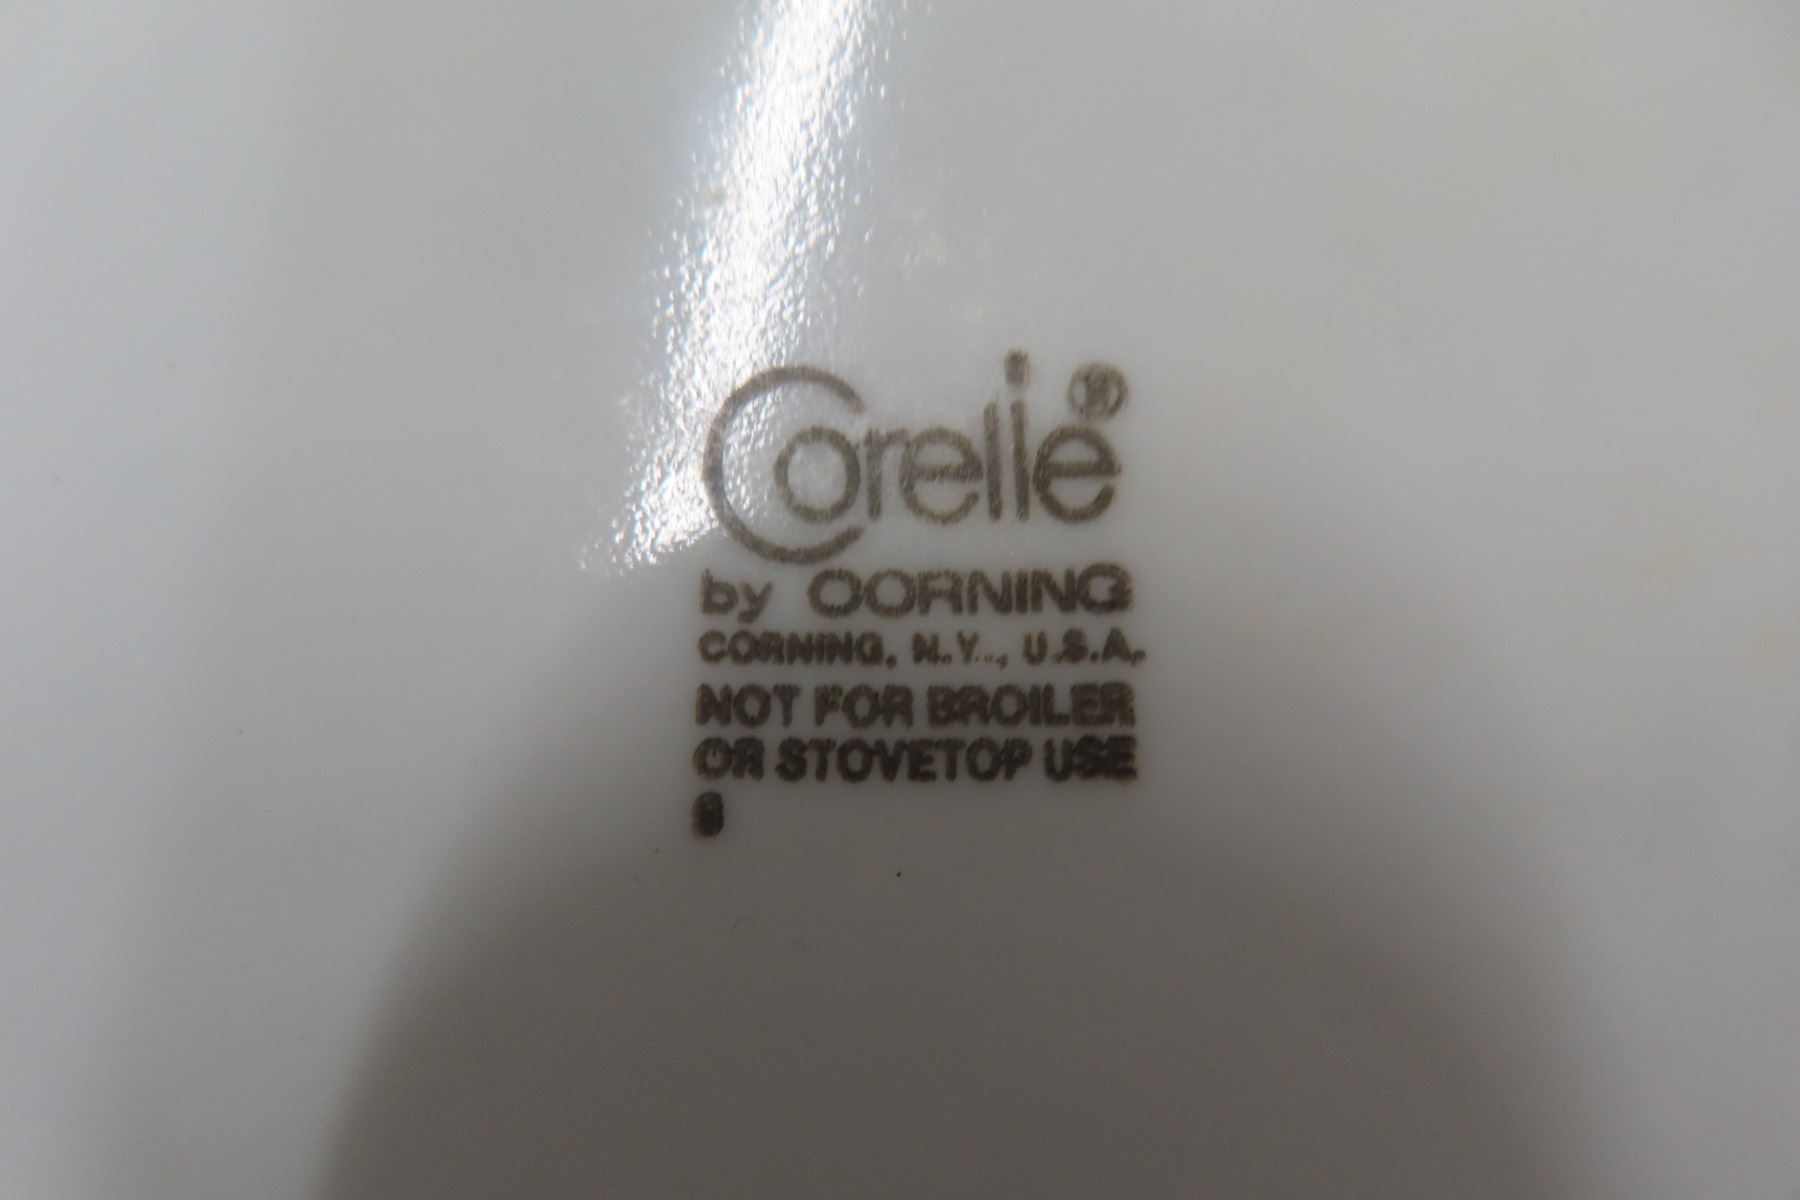 Corelle®
by CORNING
CORNING, N.Y., U.S.A.
NOT FOR BROILER
OR STOVETOP USE